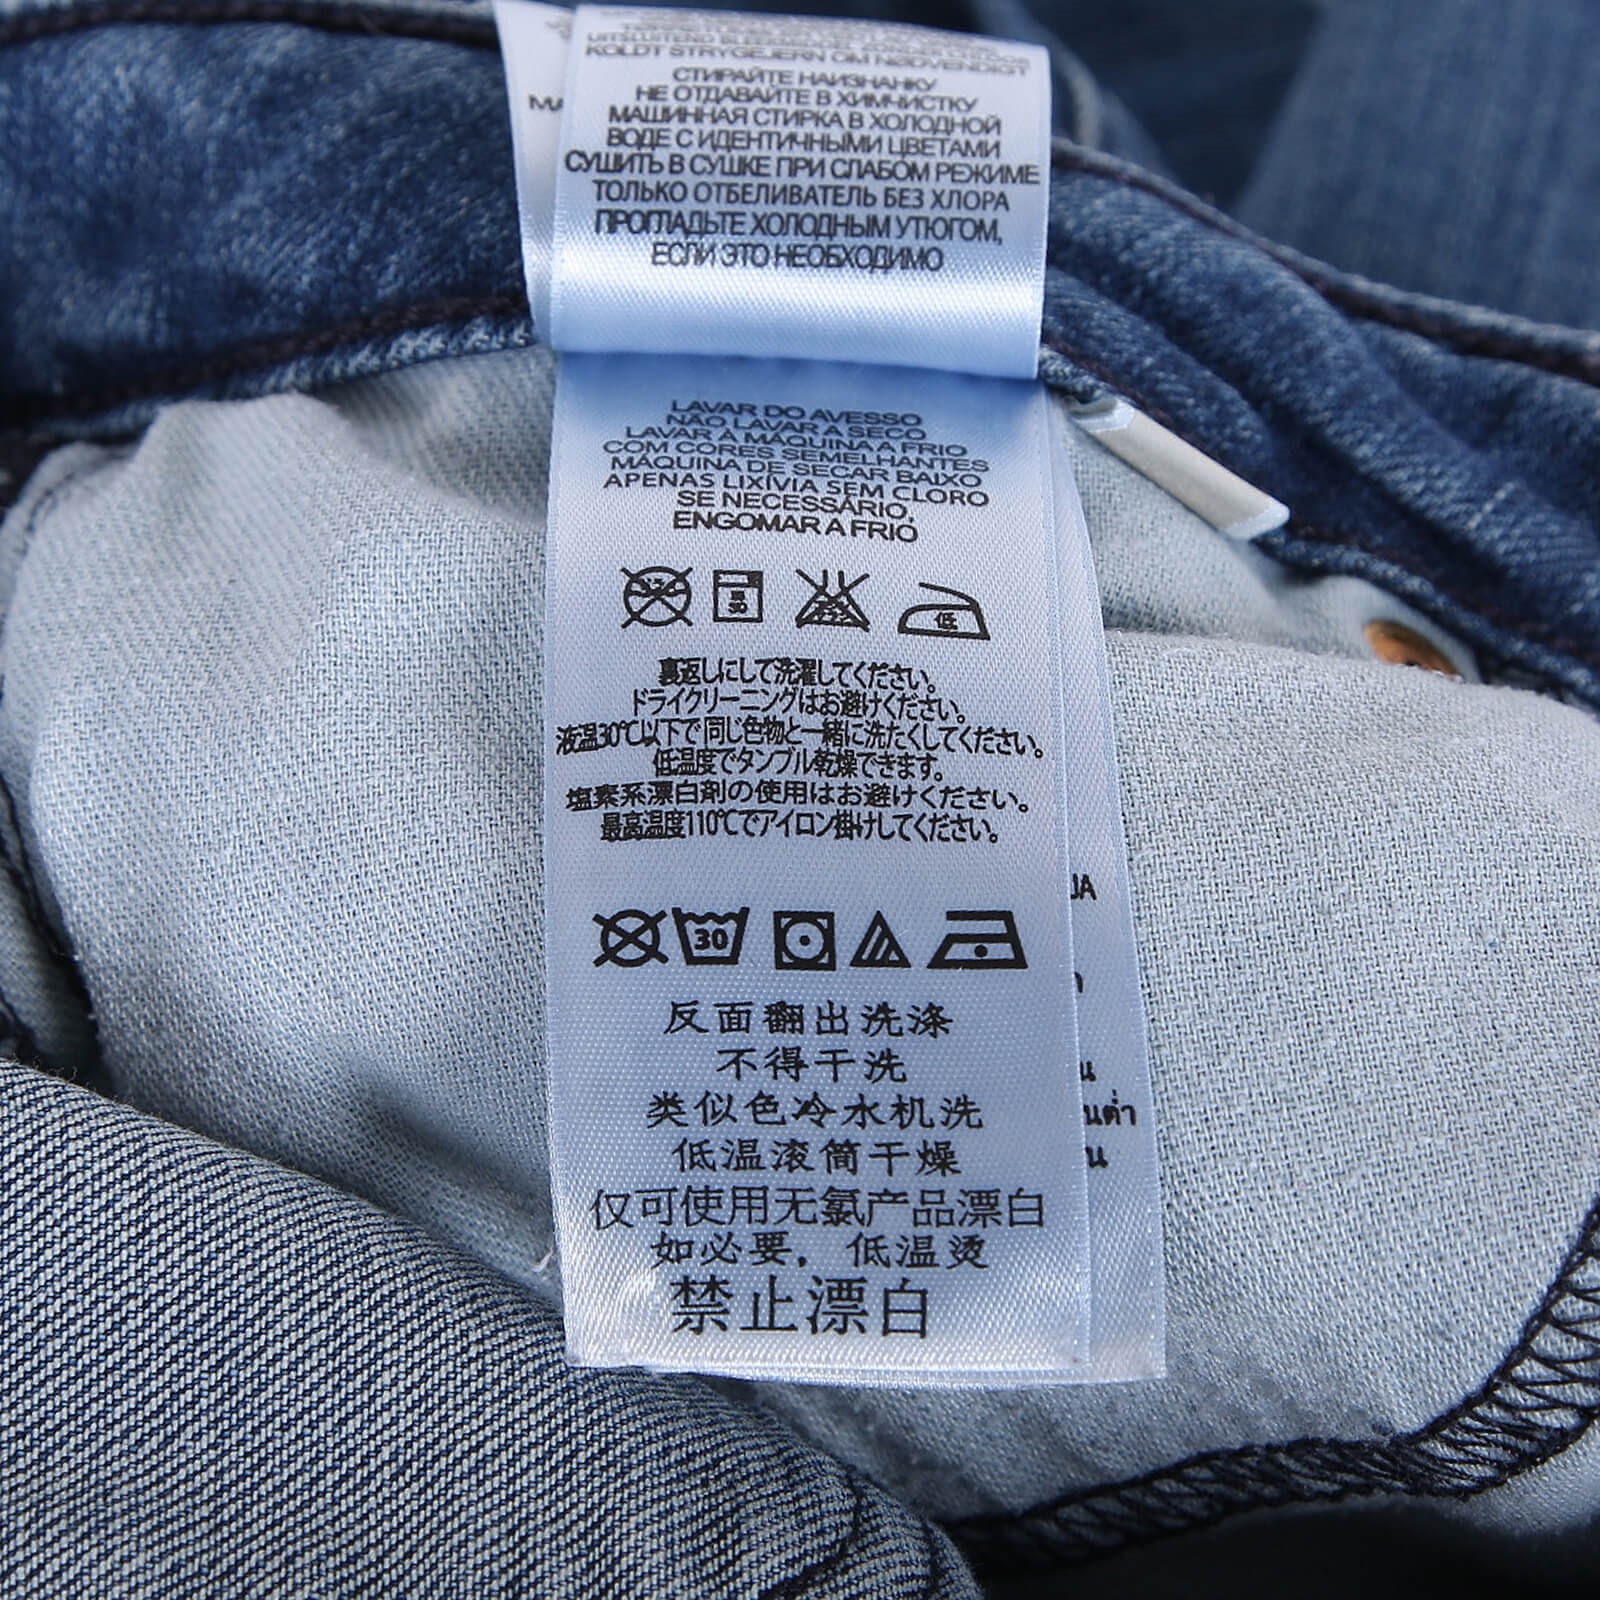 KOLDT STRYGEJERN OM NØDVENDIGT
СТИРАЙТЕ НАИЗНАНКУ
НЕ ОТДАВАЙТЕ В ХИМЧИСТКУ
МАШИННАЯ СТИРКА В ХОЛОДНОЙ
ВОДЕ С ИДЕНТИЧНЫМИ ЦВЕТАМИ
СУШИТЬ В СУШКЕ ПРИ СЛАБОМ РЕЖИМЕ
ТОЛЬКО ОТБЕЛИВАТЕЛЬ БЕЗ ХЛОРА
ПРОГЛАДЬТЕ ХОЛОДНЫМ УТЮГОМ,
ЕСЛИ ЭТО НЕОБХОДИМО
LAVAR DO AVESSO
NÃO LAVAR A SECO
LAVAR À MÁQUINA A FRIO
COM CORES SEMELHANTES
MÁQUINA DE SECAR BAIXO
APENAS LIXÍVIA SEM CLORO
SE NECESSÁRIO,
ENGOMAR A FRIO
30 低
裏返しにして洗濯してください。
ドライクリーニングはお避けください。
液温30℃以下で同じ色物と一緒に洗たくしてください。
低温度でタンブル乾燥できます。
塩素系漂白剤の使用はお避けください。
最高温度110℃でアイロン掛けしてください。
30
反面翻出洗涤
不得干洗
类似色冷水机洗
低温滚筒干燥
仅可使用无氯产品漂白
如必要，低温烫
禁止漂白